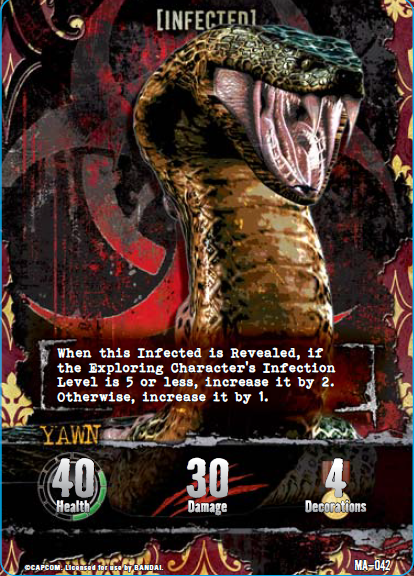 [INFECTED]
When this Infected is Revealed, if
the Exploring Character's Infection
Level is 5 or less, increase it by 2.
Otherwise, increase it by 1.
YAWN
40
Health
30
Damage
4
Decorations
©CAPCOM. Licensed for use by BANDAI.
MA-042